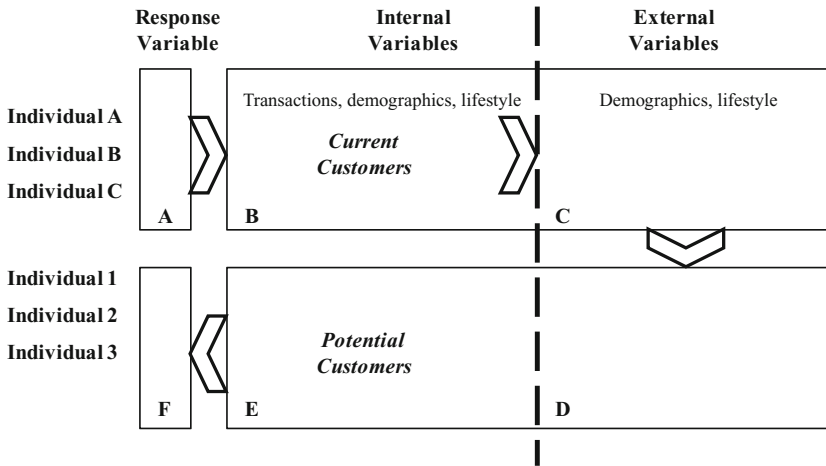 Response
Variable
Internal
Variables
External
Variables
Transactions, demographics, lifestyle
Demographics, lifestyle
Individual A
Individual B
Individual C
Current
Customers
A
B
C
Individual 1
Individual 2
Individual 3
Potential
Customers
F
E
D